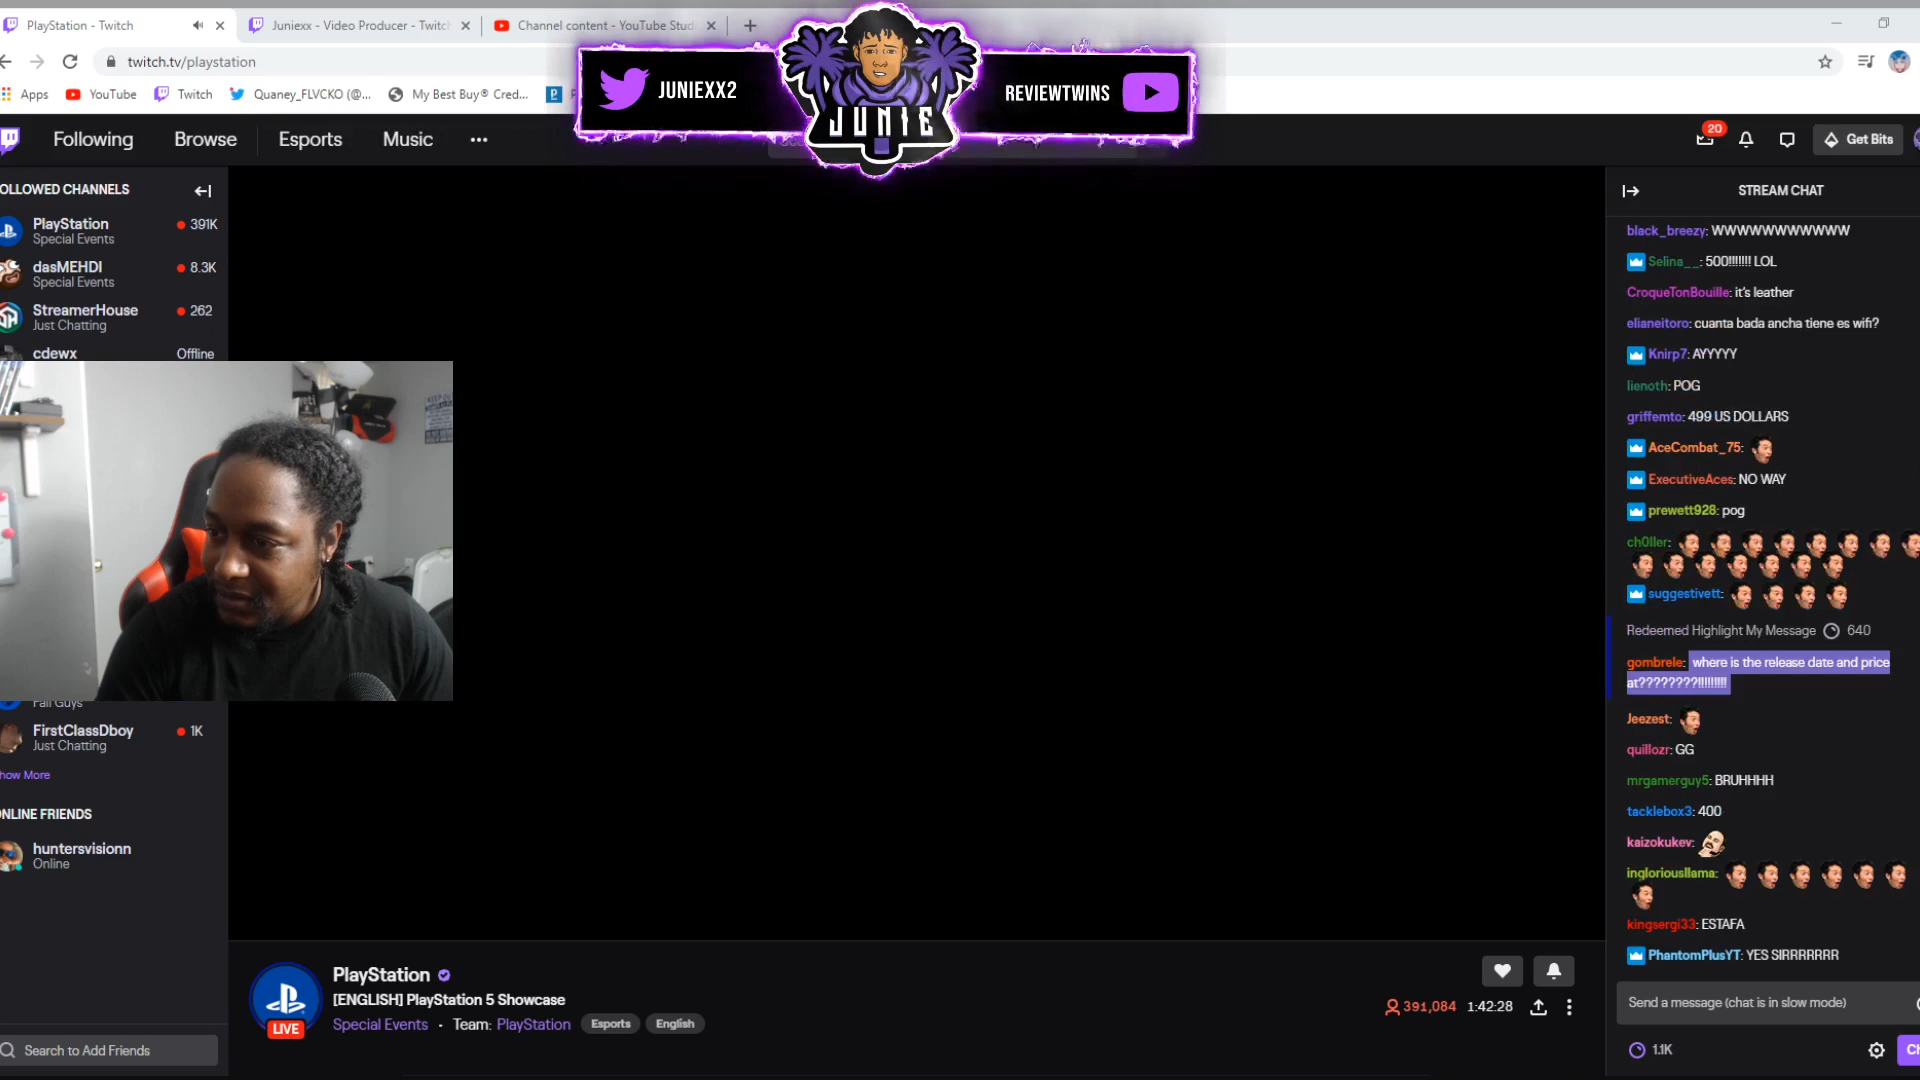 PlayStation - Twitch
Juniexx - Video Producer - Twitch
Channel content - YouTube Studi
twitch.tv/playstation
Apps
YouTube
Twitch
Quaney_FLVCKO (@...
My Best Buy® Cred...
JUNIEXX2
JUNIE
REVIEWTWINS
Following
Browse
Esports
Music
20
Get Bits
OLLOWED CHANNELS
PlayStation
391K
Special Events
dasMEHDI
8.3K
Special Events
StreamerHouse
262
Just Chatting
cdewx
Offline
Fall Guys
FirstClassDboy
1K
Just Chatting
how More
NLINE FRIENDS
huntersvisionn
Online
Search to Add Friends
PlayStation
[ENGLISH] PlayStation 5 Showcase
Special Events · Team: PlayStation
Esports
English
LIVE
391,084
1:42:28
STREAM CHAT
black_breezy: WWWWWWWWWWW
Selina__: 500!!!!!!! LOL
CroqueTonBouille: it's leather
elianeitoro: cuanta bada ancha tiene es wifi?
Knirp7: AYYYYY
lienoth: POG
griffemto: 499 US DOLLARS
AceCombat_75:
ExecutiveAces: NO WAY
prewett928: pog
ch0ller:
suggestivett:
Redeemed Highlight My Message 640
gombrele: where is the release date and price
at????????!!!!!!!!!
Jeezest:
quillozr: GG
mrgamerguy5: BRUHHHH
tacklebox3: 400
kaizokukev:
ingloriousllama:
kingsergi33: ESTAFA
PhantomPlusYT: YES SIRRRRRRR
Send a message (chat is in slow mode)
1.1K
Ch